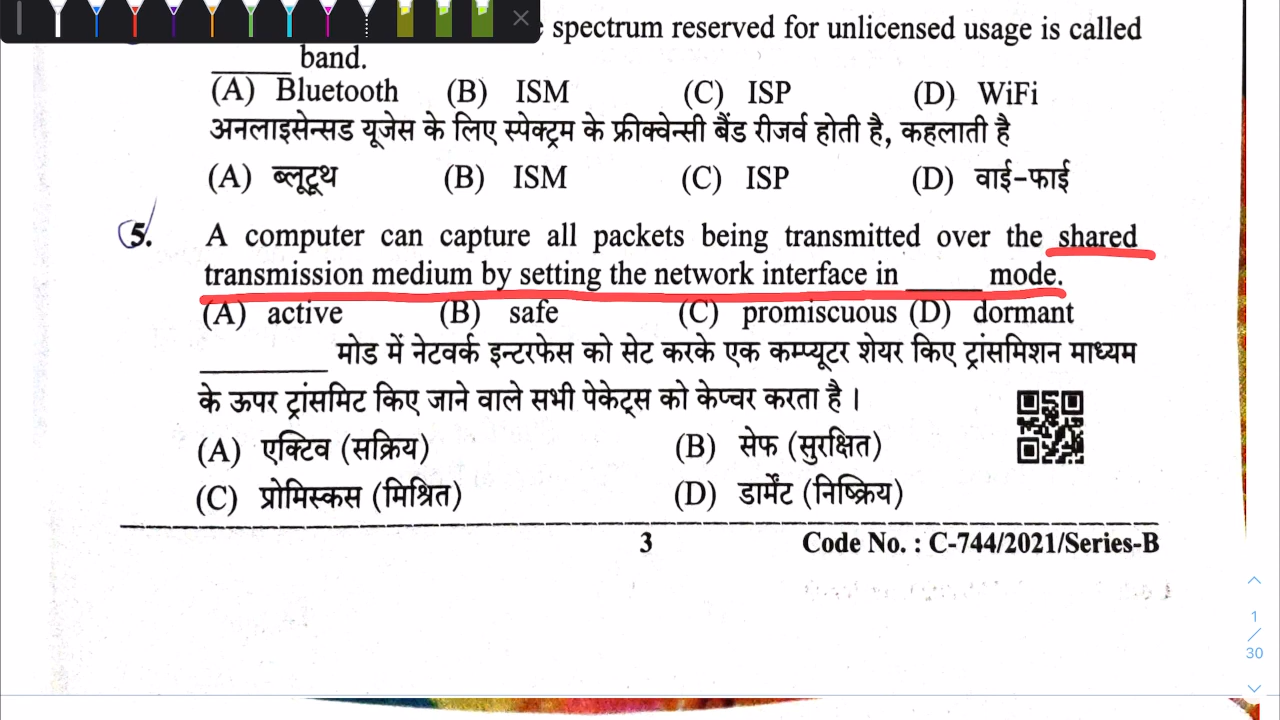 spectrum reserved for unlicensed usage is called
______ band.
(A) Bluetooth (B) ISM (C) ISP (D) WiFi
अनलाइसेन्सड यूजेस के लिए स्पेक्ट्रम के फ्रीक्वेन्सी बैंड रीजर्व होती है, कहलाती है
(A) ब्लूटूथ (B) ISM (C) ISP (D) वाई-फाई
5. A computer can capture all packets being transmitted over the shared
transmission medium by setting the network interface in ______ mode.
(A) active (B) safe (C) promiscuous (D) dormant
______ मोड में नेटवर्क इन्टरफेस को सेट करके एक कम्प्यूटर शेयर किए ट्रांसमिशन माध्यम
के ऊपर ट्रांसमिट किए जाने वाले सभी पेकेट्स को केप्चर करता है ।
(A) एक्टिव (सक्रिय) (B) सेफ (सुरक्षित)
(C) प्रोमिस्कस (मिश्रित) (D) डार्मेंट (निष्क्रिय)
3 Code No. : C-744/2021/Series-B
1
/
30